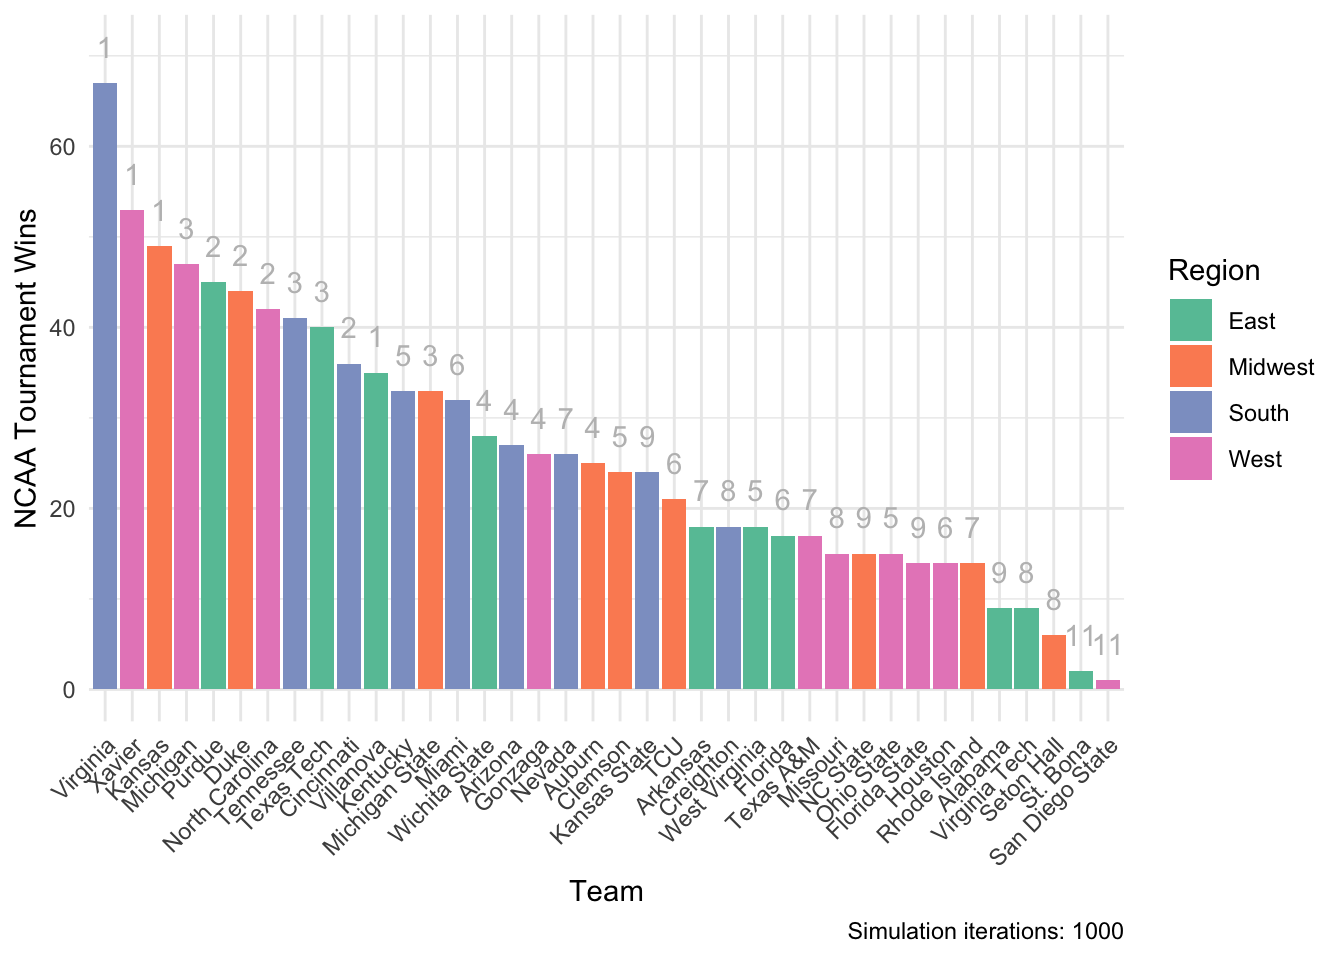 NCAA Tournament Wins
60
40
20
0
1
1
1
3
2
2
2
3
3
2
1
5
3
6
4
4
4
7
4
5
9
6
7
8
5
6
7
8
9
5
9
6
7
9
8
8
11
11
Virginia
Xavier
Kansas
Michigan
Purdue
Duke
North Carolina
Tennessee
Texas Tech
Cincinnati
Villanova
Kentucky
Michigan State
Miami
Wichita State
Arizona
Gonzaga
Nevada
Auburn
Clemson
Kansas State
TCU
Arkansas
Creighton
West Virginia
Florida
Texas A&M
Missouri
NC State
Ohio State
Florida State
Houston
Rhode Island
Alabama
Virginia Tech
Seton Hall
St. Bona
San Diego State
Team
Region
East
Midwest
South
West
Simulation iterations: 1000